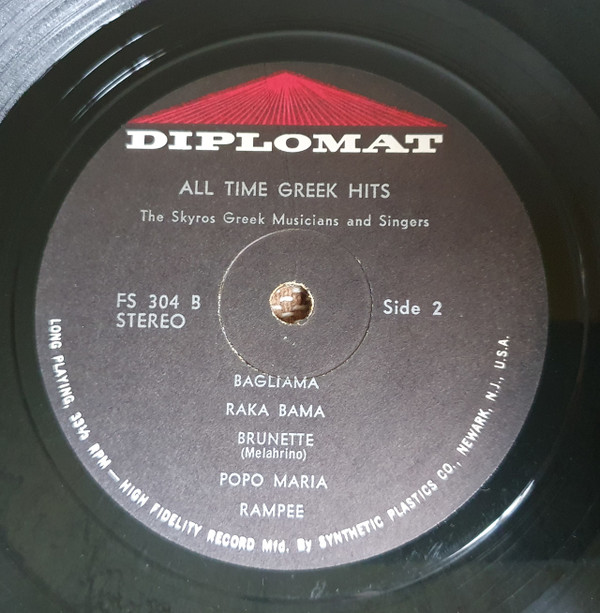 DIPLOMAT
ALL TIME GREEK HITS
The Skyros Greek Musicians and Singers
FS 304 B
STEREO
Side 2
BAGLIAMA
RAKA BAMA
BRUNETTE
(Melahrino)
POPO MARIA
RAMPEE
LONG PLAYING, 33⅓ RPM — HIGH FIDELITY RECORD Mfd. By SYNTHETIC PLASTICS CO., NEWARK, N.J., U.S.A.